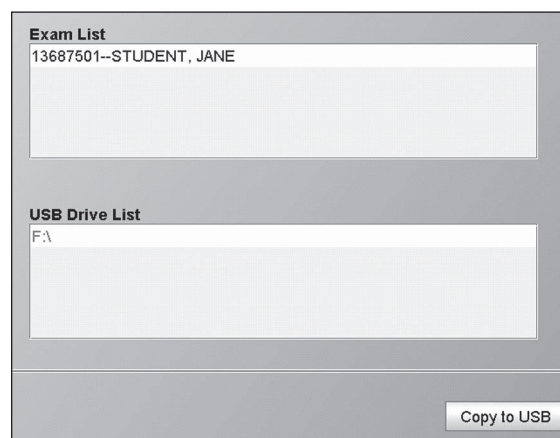 Exam List
13687501--STUDENT, JANE
USB Drive List
F:\
Copy to USB